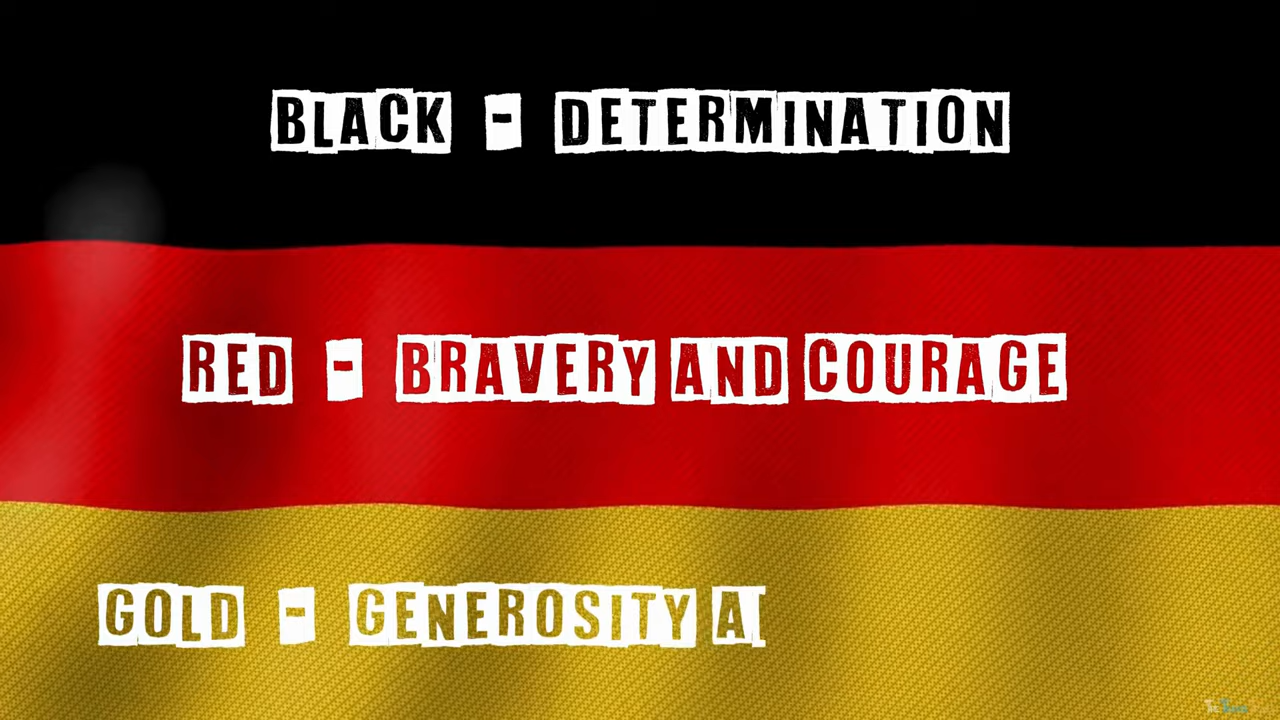 BLACK - DETERMINATION
RED - BRAVERY AND COURAGE
GOLD - GENEROSITY A